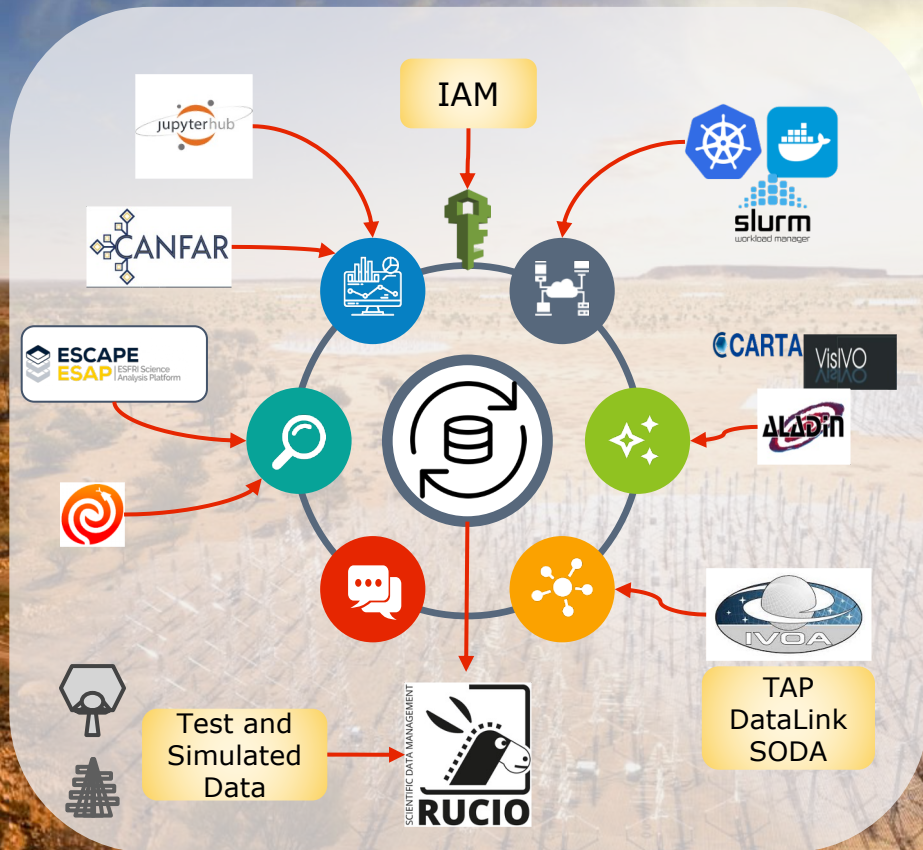 IAM
jupyterhub
slurm
workload manager
CANFAR
ESCAPE
ESAP
ESFRI Science
Analysis Platform
CARTA
VisIVO
ALADiN
IVOA
TAP
DataLink
SODA
Test and
Simulated
Data
SCIENTIFIC DATA MANAGEMENT
RUCIO